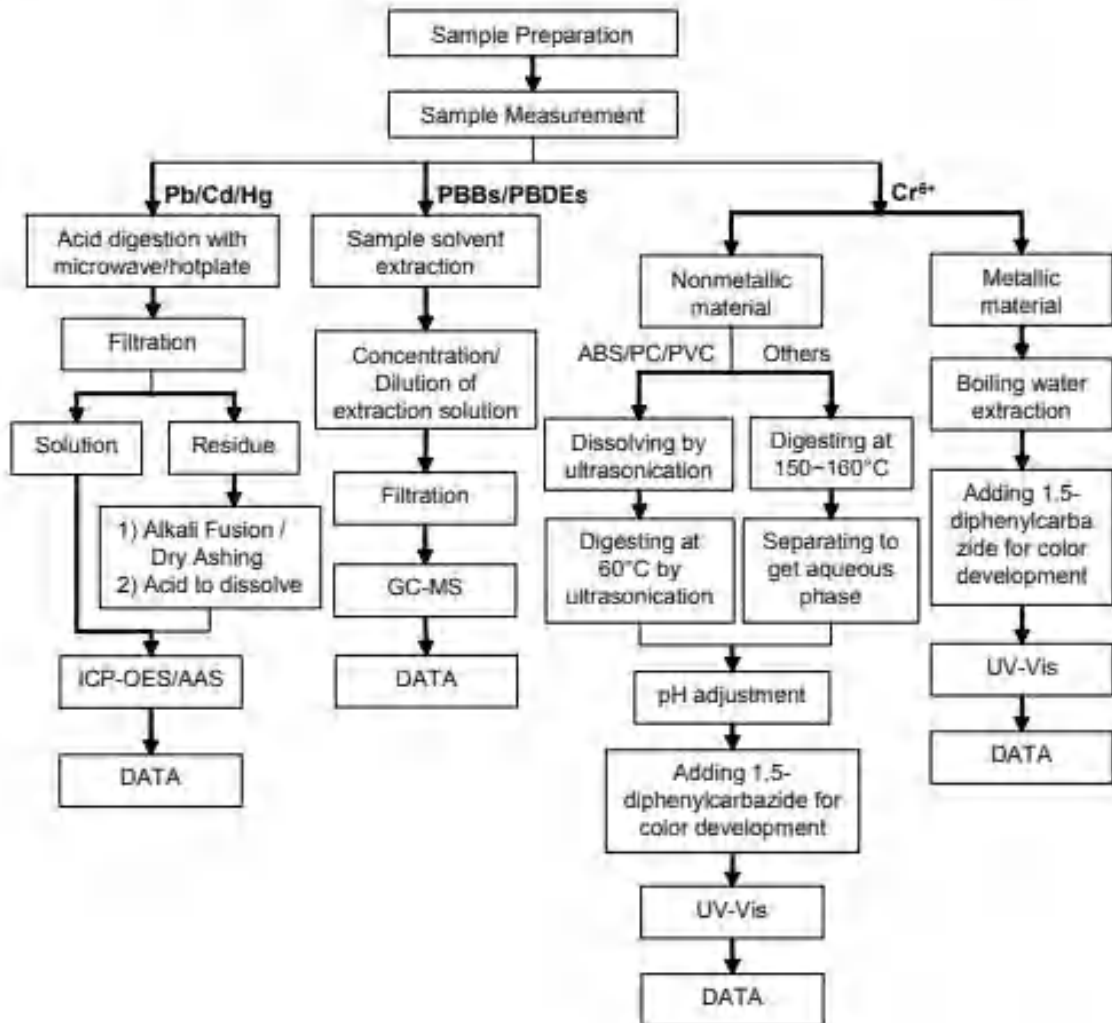 Sample Preparation
Sample Measurement
Pb/Cd/Hg
Acid digestion with
microwave/hotplate
Filtration
Solution
Residue
1) Alkali Fusion /
Dry Ashing
2) Acid to dissolve
ICP-OES/AAS
DATA
PBBs/PBDEs
Sample solvent
extraction
Concentration/
Dilution of
extraction solution
Filtration
GC-MS
DATA
Cr⁶⁺
Nonmetallic
material
ABS/PC/PVC
Others
Dissolving by
ultrasonication
Digesting at
60°C by
ultrasonication
Digesting at
150~160°C
Separating to
get aqueous
phase
pH adjustment
Adding 1,5-
diphenylcarbazide for
color development
UV-Vis
DATA
Metallic
material
Boiling water
extraction
Adding 1.5-
diphenylcarba
zide for color
development
UV-Vis
DATA